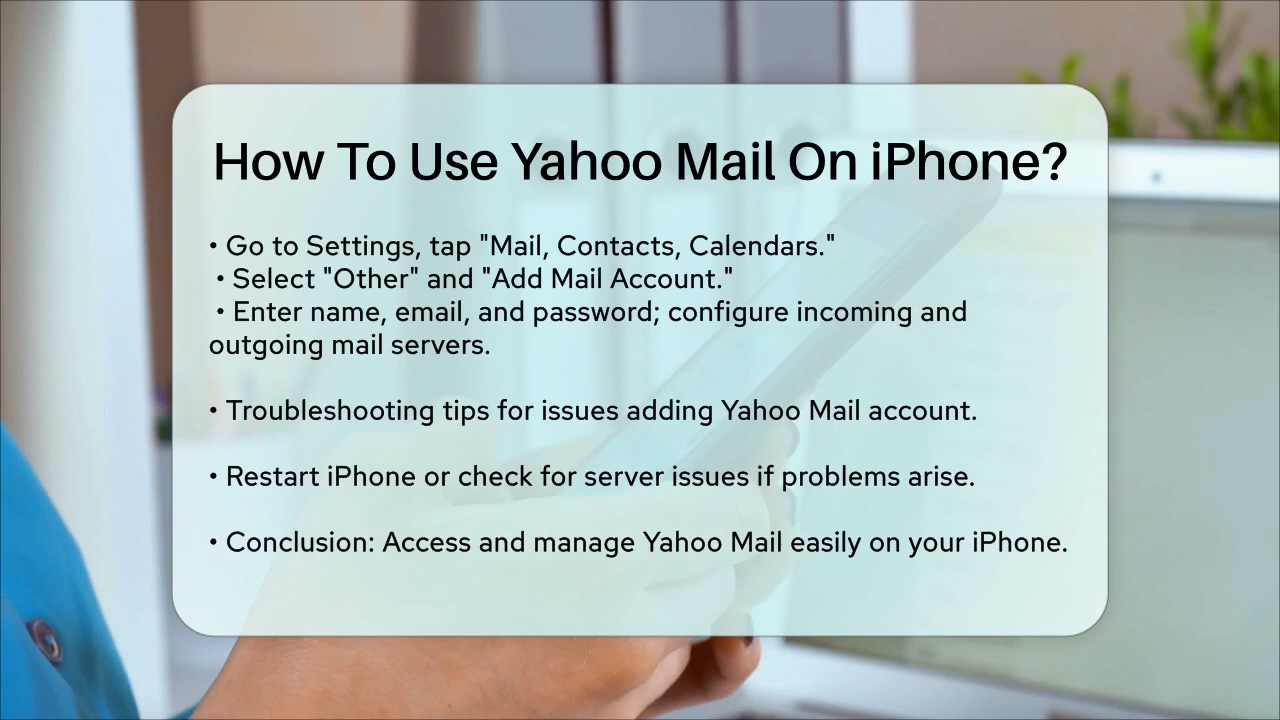 How To Use Yahoo Mail On iPhone?
• Go to Settings, tap "Mail, Contacts, Calendars."
• Select "Other" and "Add Mail Account."
• Enter name, email, and password; configure incoming and
outgoing mail servers.
• Troubleshooting tips for issues adding Yahoo Mail account.
• Restart iPhone or check for server issues if problems arise.
• Conclusion: Access and manage Yahoo Mail easily on your iPhone.